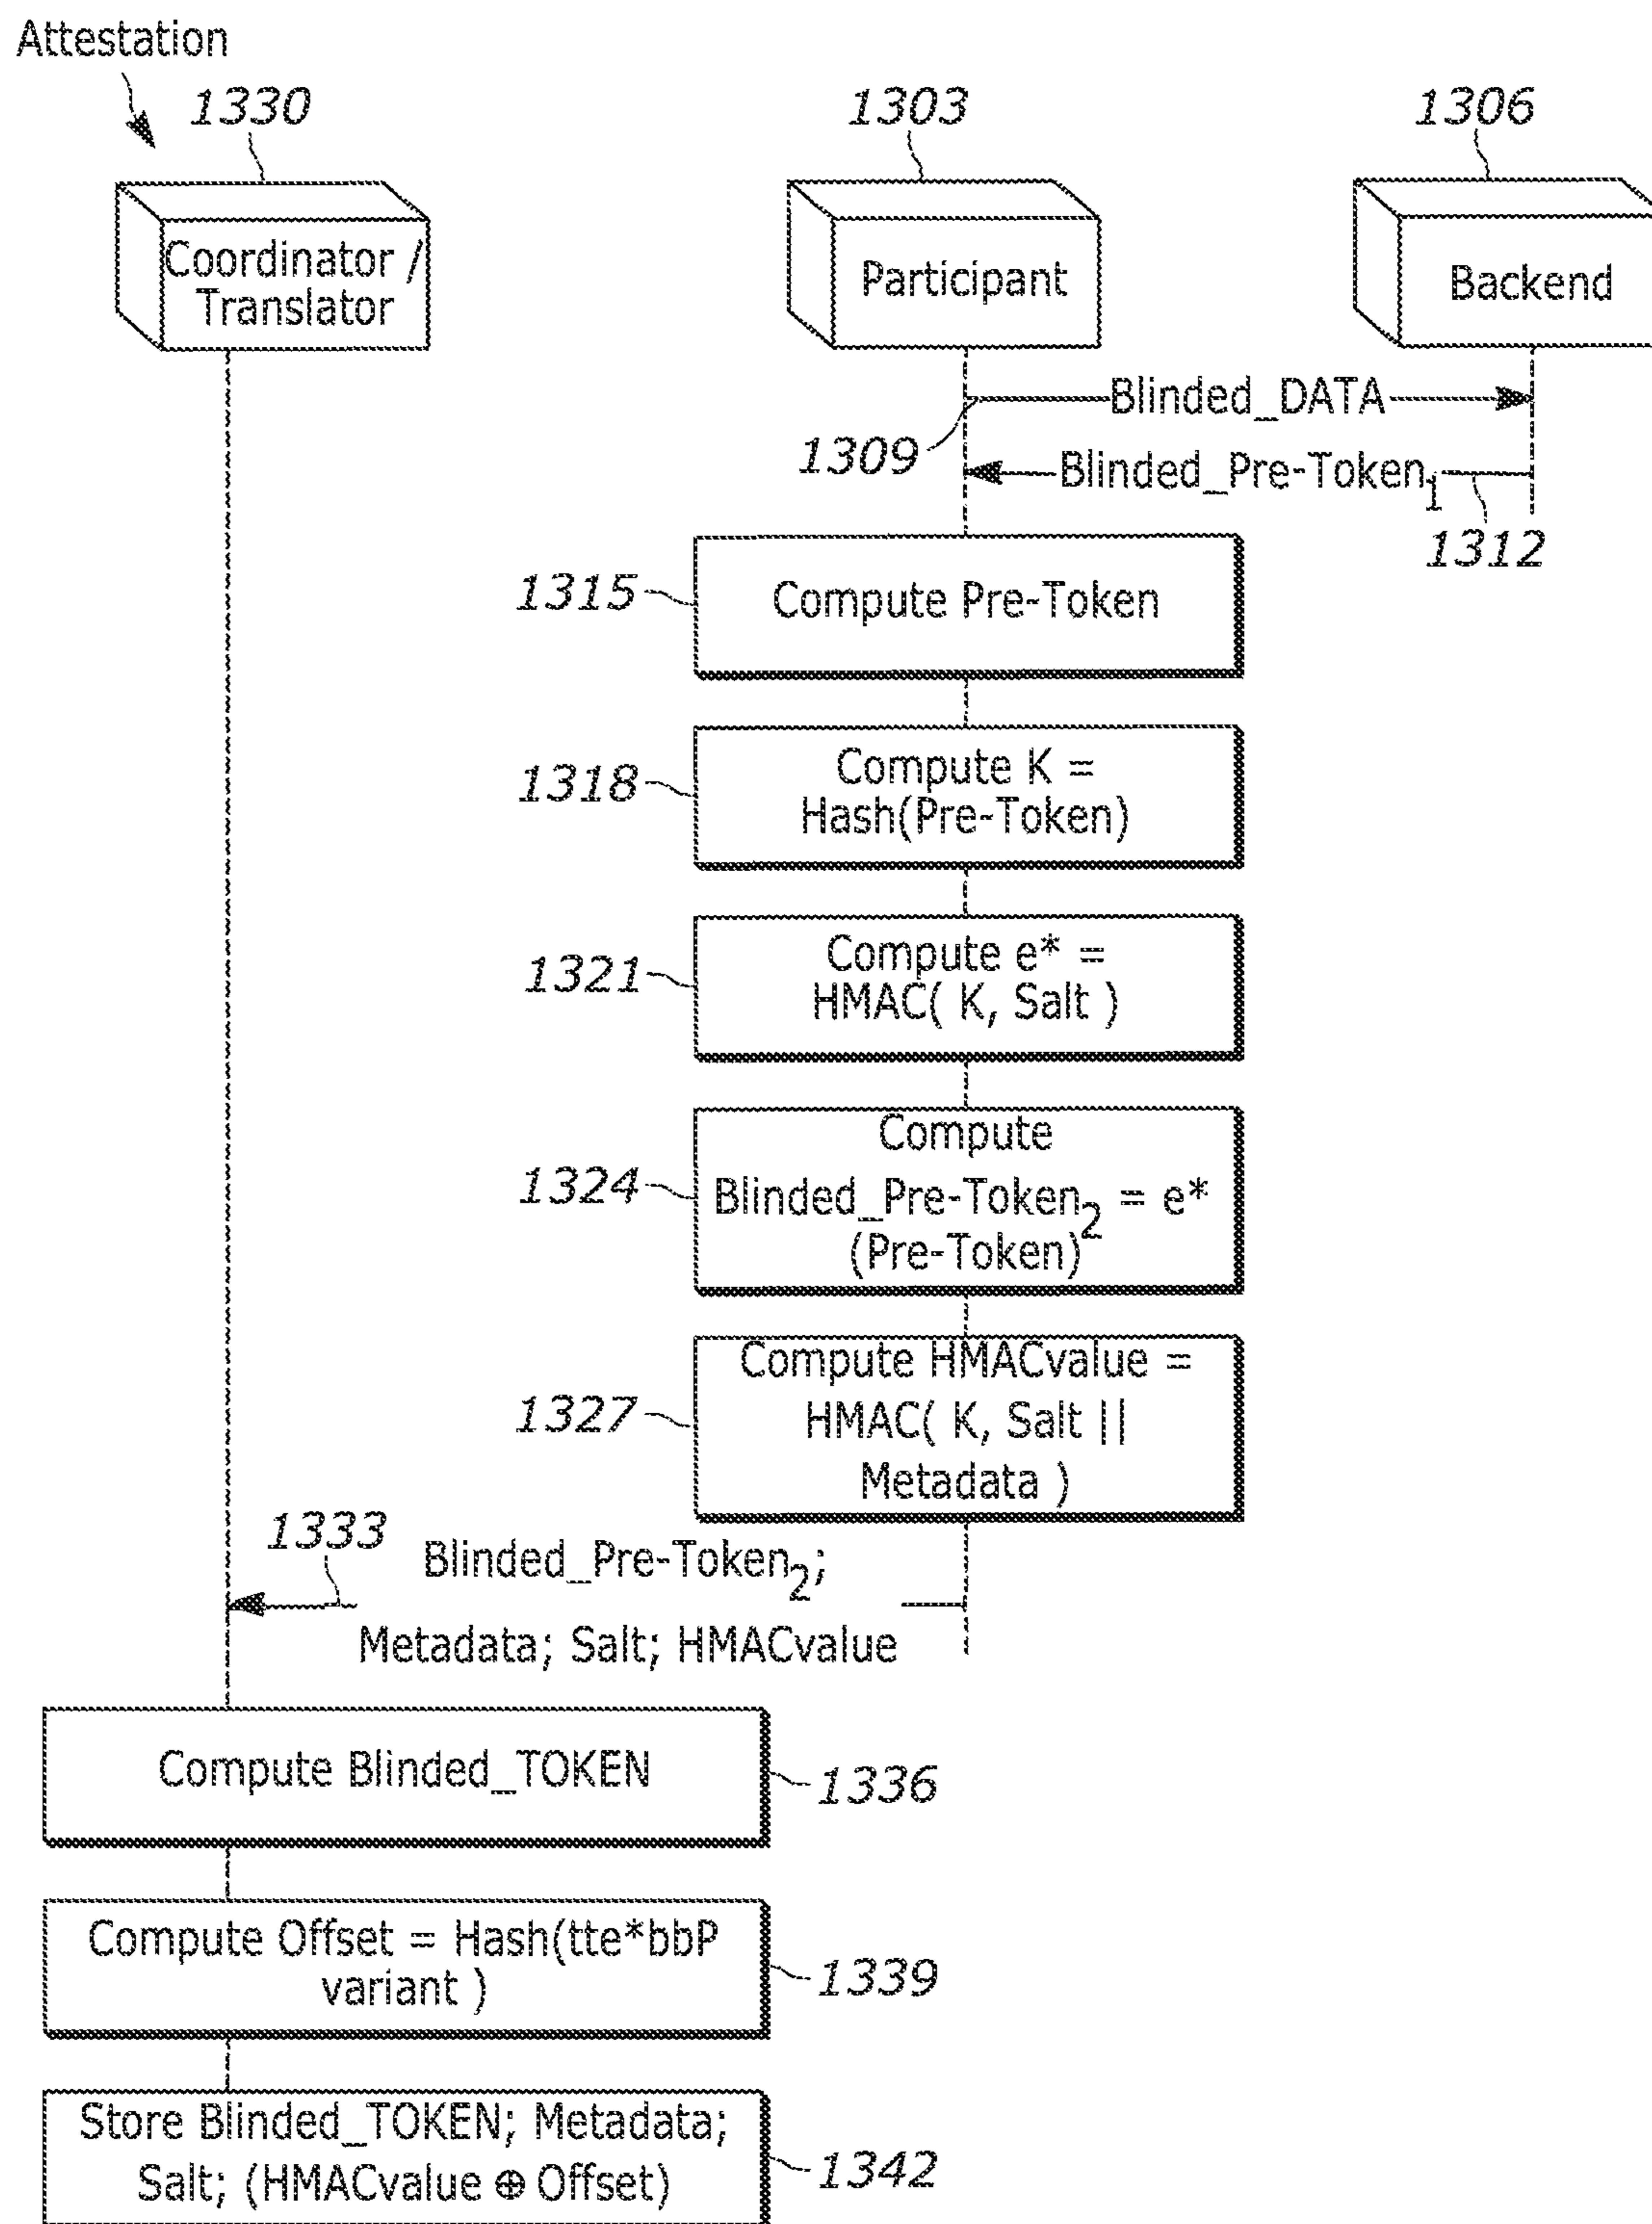 Attestation
1330
1303
1306
Coordinator /
Translator
Participant
Backend
Blinded_DATA
1309
Blinded_Pre-Token1
1312
1315
Compute Pre-Token
1318
Compute K =
Hash(Pre-Token)
1321
Compute e* =
HMAC( K, Salt )
Compute
1324
Blinded_Pre-Token2 = e*
(Pre-Token)
Compute HMACvalue =
1327
HMAC( K, Salt ||
Metadata )
1333
Blinded_Pre-Token2;
Metadata; Salt; HMACvalue
Compute Blinded_TOKEN
1336
Compute Offset = Hash(tte*bbP
variant )
1339
Store Blinded_TOKEN; Metadata;
Salt; (HMACvalue ⊕ Offset)
1342